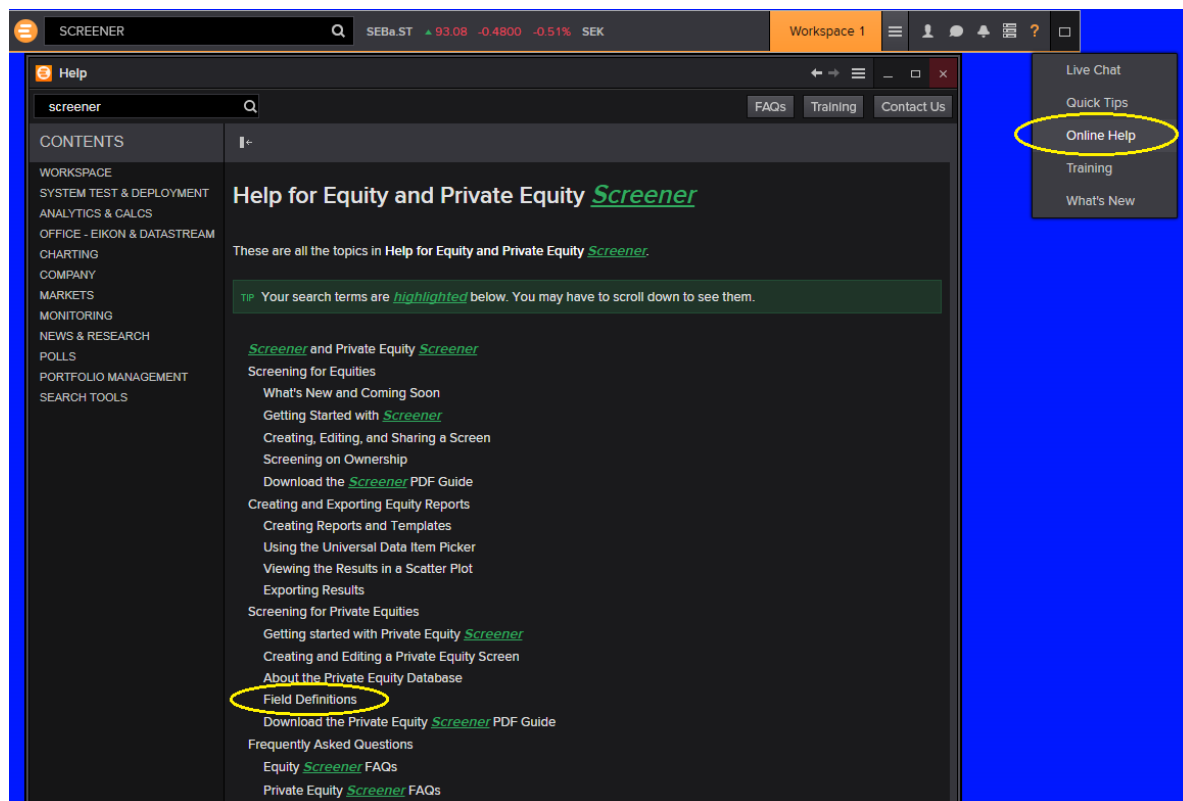 SCREENER SEBa.ST ▲93.08 -0.4800 -0.51% SEK Workspace 1 ?
Help
screener FAQs Training Contact Us
CONTENTS
WORKSPACE
SYSTEM TEST & DEPLOYMENT
ANALYTICS & CALCS
OFFICE - EIKON & DATASTREAM
CHARTING
COMPANY
MARKETS
MONITORING
NEWS & RESEARCH
POLLS
PORTFOLIO MANAGEMENT
SEARCH TOOLS
Help for Equity and Private Equity Screener
These are all the topics in Help for Equity and Private Equity Screener.
TIP Your search terms are highlighted below. You may have to scroll down to see them.
Screener and Private Equity Screener
Screening for Equities
What's New and Coming Soon
Getting Started with Screener
Creating, Editing, and Sharing a Screen
Screening on Ownership
Download the Screener PDF Guide
Creating and Exporting Equity Reports
Creating Reports and Templates
Using the Universal Data Item Picker
Viewing the Results in a Scatter Plot
Exporting Results
Screening for Private Equities
Getting started with Private Equity Screener
Creating and Editing a Private Equity Screen
About the Private Equity Database
Field Definitions
Download the Private Equity Screener PDF Guide
Frequently Asked Questions
Equity Screener FAQs
Private Equity Screener FAQs
Live Chat
Quick Tips
Online Help
Training
What's New